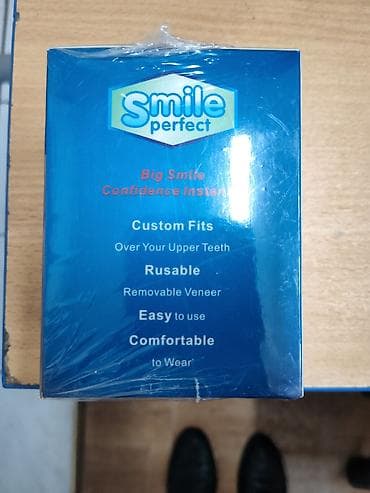 Smile
perfect
Big Smile
Confidence
Custom Fits
Over Your Upper Teeth
Rusable
Removable Veneer
Easy to use
Comfortable
to Wear